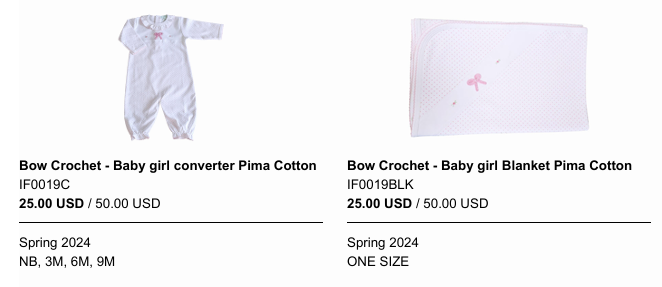 Bow Crochet - Baby girl converter Pima Cotton
IF0019C
25.00 USD / 50.00 USD
Spring 2024
NB, 3M, 6M, 9M
Bow Crochet - Baby girl Blanket Pima Cotton
IF0019BLK
25.00 USD / 50.00 USD
Spring 2024
ONE SIZE